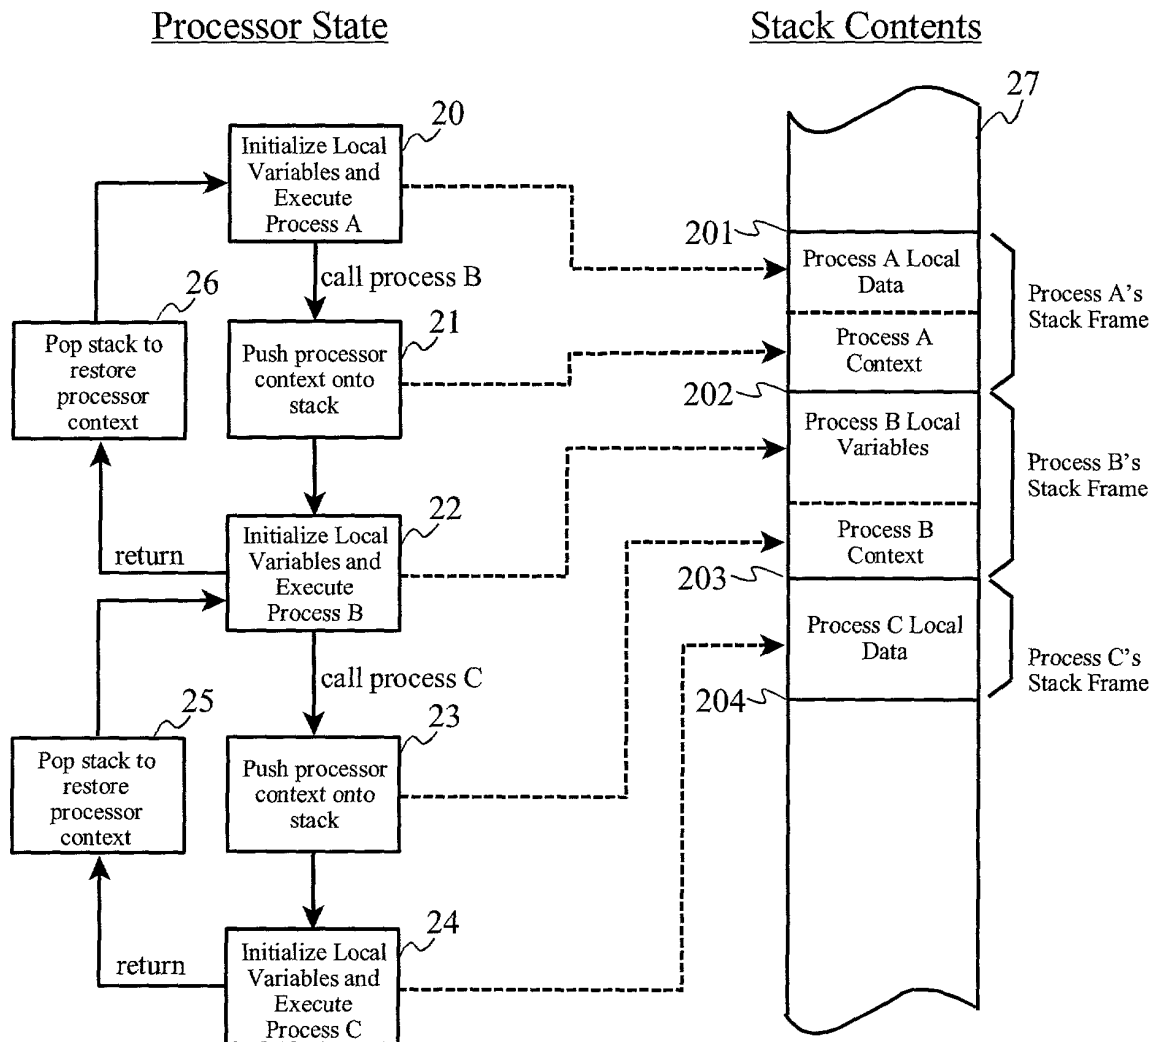 Processor State
Stack Contents
27
20
Initialize Local
Variables and
Execute
Process A
201
Process A Local
Data
Process A's
Stack Frame
call process B
26
Pop stack to
restore
processor
context
21
Push processor
context onto
stack
Process A
Context
202
Process B Local
Variables
Process B's
Stack Frame
22
Initialize Local
Variables and
Execute
Process B
return
Process B
Context
203
Process C Local
Data
Process C's
Stack Frame
call process C
204
25
Pop stack to
restore
processor
context
23
Push processor
context onto
stack
24
Initialize Local
Variables and
Execute
Process C
return